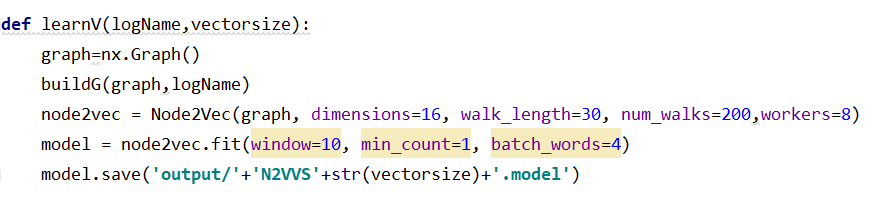 def learnV(logName,vectorsize):
    graph=nx.Graph()
    buildG(graph,logName)
    node2vec = Node2Vec(graph, dimensions=16, walk_length=30, num_walks=200,workers=8)
    model = node2vec.fit(window=10, min_count=1, batch_words=4)
    model.save('output/'+'N2VVS'+str(vectorsize)+'.model')